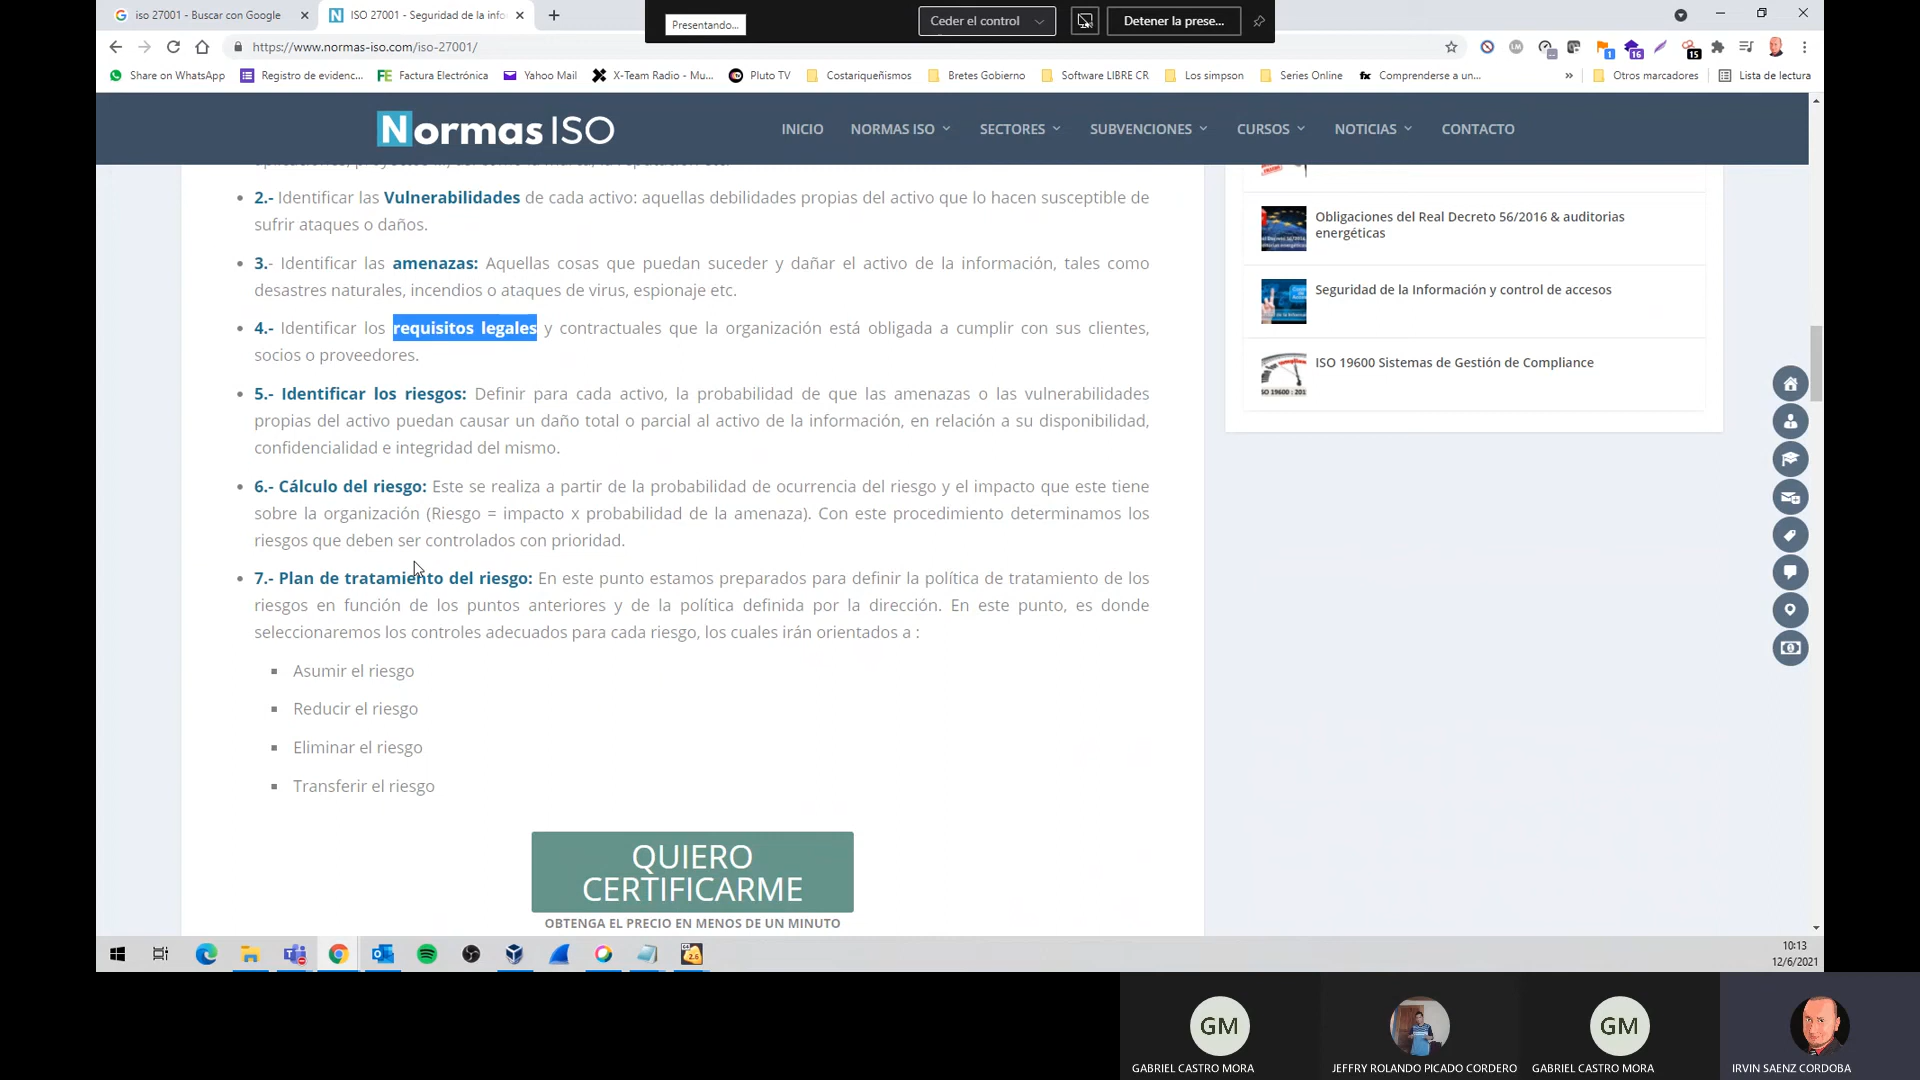 iso 27001 - Buscar con Google
ISO 27001 - Seguridad de la info
Presentando...
Ceder el control
Detener la prese...
https://www.normas-iso.com/iso-27001/
Share on WhatsApp
Registro de evidenc...
Factura Electrónica
Yahoo Mail
X-Team Radio - Mu...
Pluto TV
Costariqueñismos
Bretes Gobierno
Software LIBRE CR
Los simpson
Series Online
Comprenderse a un...
»
Otros marcadores
Lista de lectura
Normas ISO
INICIO
NORMAS ISO
SECTORES
SUBVENCIONES
CURSOS
NOTICIAS
CONTACTO
2.- Identificar las Vulnerabilidades de cada activo: aquellas debilidades propias del activo que lo hacen susceptible de
sufrir ataques o daños.
3.- Identificar las amenazas: Aquellas cosas que puedan suceder y dañar el activo de la información, tales como
desastres naturales, incendios o ataques de virus, espionaje etc.
4.- Identificar los requisitos legales y contractuales que la organización está obligada a cumplir con sus clientes,
socios o proveedores.
5.- Identificar los riesgos: Definir para cada activo, la probabilidad de que las amenazas o las vulnerabilidades
propias del activo puedan causar un daño total o parcial al activo de la información, en relación a su disponibilidad,
confidencialidad e integridad del mismo.
6.- Cálculo del riesgo: Este se realiza a partir de la probabilidad de ocurrencia del riesgo y el impacto que este tiene
sobre la organización (Riesgo = impacto x probabilidad de la amenaza). Con este procedimiento determinamos los
riesgos que deben ser controlados con prioridad.
7.- Plan de tratamiento del riesgo: En este punto estamos preparados para definir la política de tratamiento de los
riesgos en función de los puntos anteriores y de la política definida por la dirección. En este punto, es donde
seleccionaremos los controles adecuados para cada riesgo, los cuales irán orientados a :
Asumir el riesgo
Reducir el riesgo
Eliminar el riesgo
Transferir el riesgo
QUIERO
CERTIFICARME
OBTENGA EL PRECIO EN MENOS DE UN MINUTO
Obligaciones del Real Decreto 56/2016 & auditorias
energéticas
Seguridad de la Información y control de accesos
ISO 19600 Sistemas de Gestión de Compliance
10:13
12/6/2021
GM
GM
GABRIEL CASTRO MORA
JEFFRY ROLANDO PICADO CORDERO
GABRIEL CASTRO MORA
IRVIN SAENZ CORDOBA